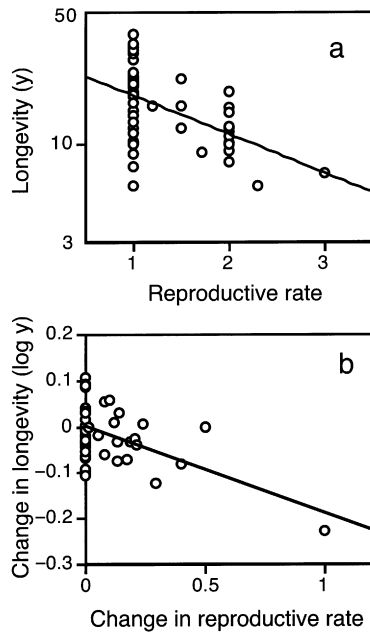 50
a
Longevity (y)
10
3
1
2
3
Reproductive rate
0.2
b
Change in longevity (log y)
0.1
0
−0.1
−0.2
−0.3
0
0.5
1
Change in reproductive rate